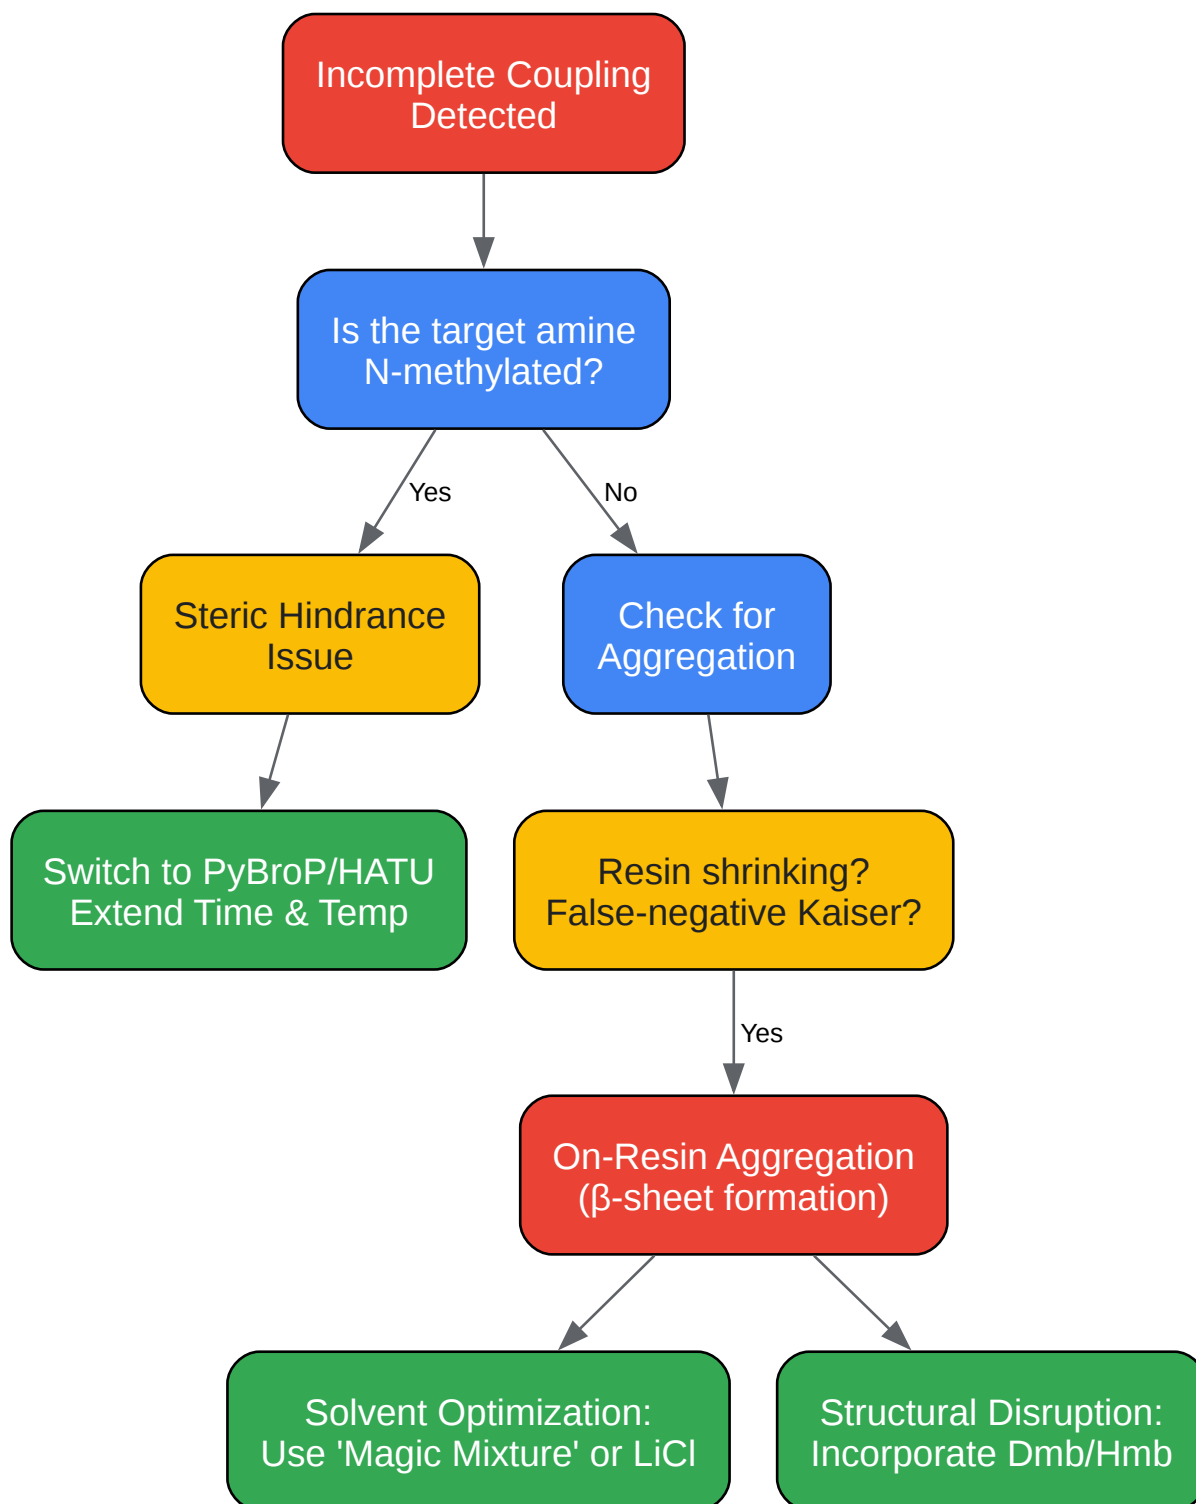 Incomplete Coupling
Detected
Is the target amine
N-methylated?
Yes
No
Steric Hindrance
Issue
Check for
Aggregation
Switch to PyBroP/HATU
Extend Time & Temp
Resin shrinking?
False-negative Kaiser?
Yes
On-Resin Aggregation
(β-sheet formation)
Solvent Optimization:
Use 'Magic Mixture' or LiCl
Structural Disruption:
Incorporate Dmb/Hmb